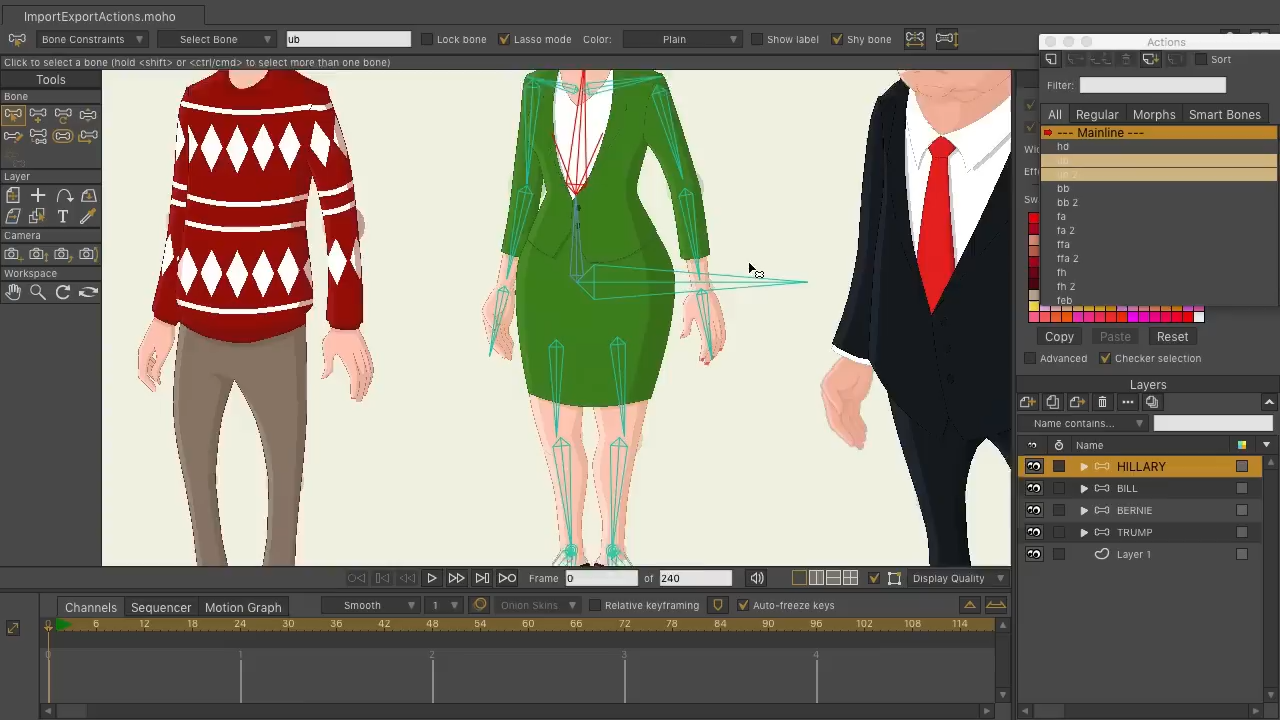 ImportExportActions.moho
Bone Constraints Select Bone ub Lock bone Lasso mode Color: Plain Show label Shy bone
Click to select a bone (hold <shift> or <ctrl/cmd> to select more than one bone)
Tools
Bone
Layer
Camera
Workspace
Actions
Sort
Filter:
All Regular Morphs Smart Bones
--- Mainline ---
hd
ub
ub 2
bb
bb 2
fa
fa 2
ffa
ffa 2
fh
fh 2
feb
Copy Paste Reset
Advanced Checker selection
Layers
Name contains...
Name
HILLARY
BILL
BERNIE
TRUMP
Layer 1
Frame 0 of 240 Display Quality
Channels Sequencer Motion Graph Smooth 1 Onion Skins Relative keyframing Auto-freeze keys
6 12 18 24 30 36 42 48 54 60 66 72 78 84 90 96 102 108 114
0 1 2 3 4